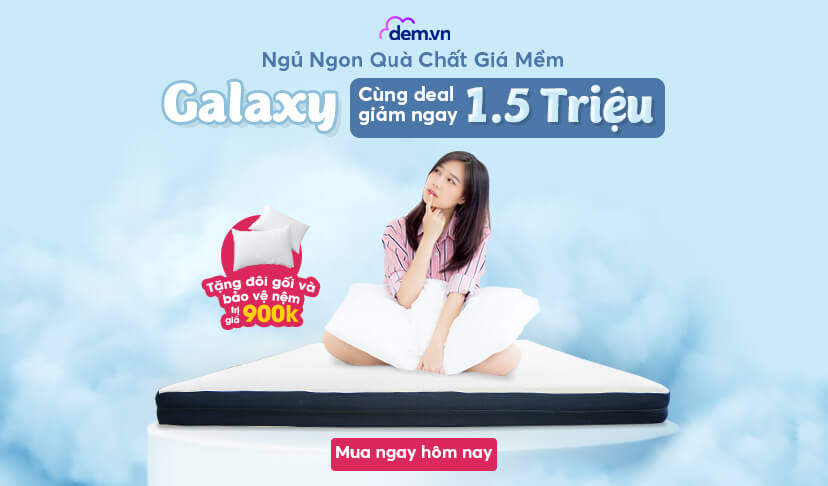 dem.vn
Ngủ Ngon Quà Chất Giá Mềm
Galaxy
Cùng deal
giảm ngay
1.5 Triệu
Tặng đôi gối và
bảo vệ nệm
trị
giá
900k
Mua ngay hôm nay